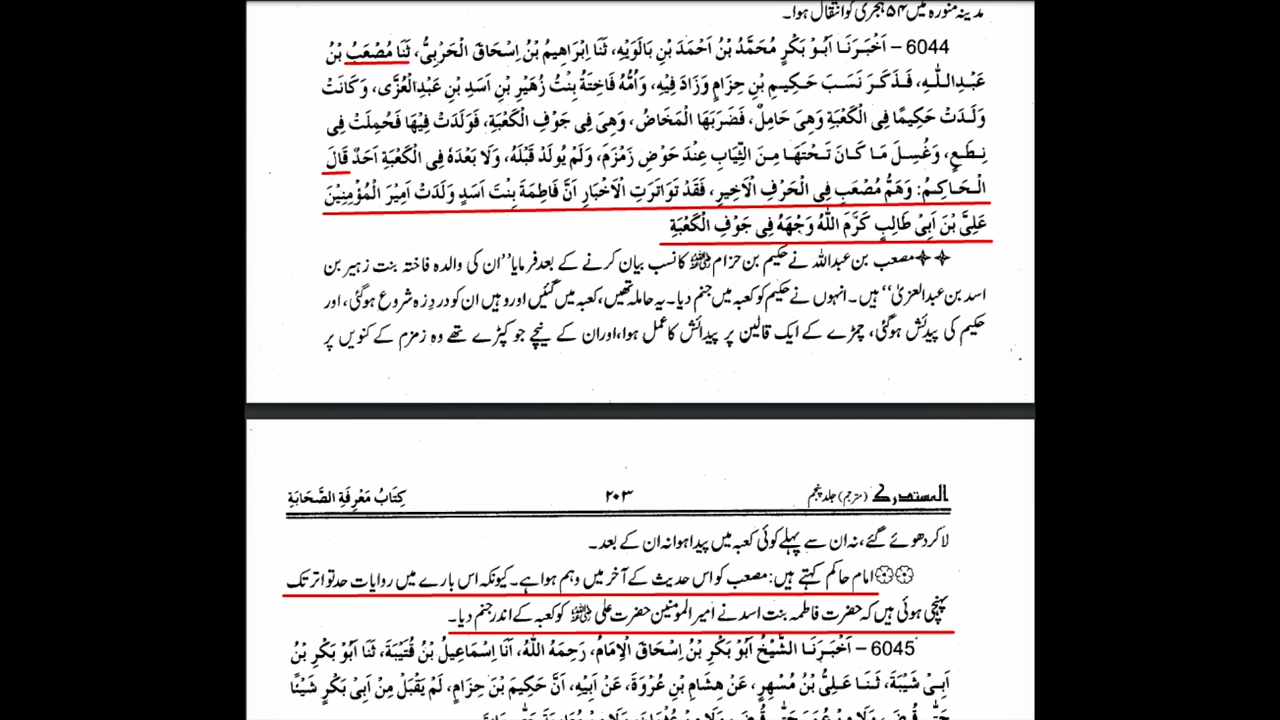 مدینہ منورہ میں ۵۴ ہجری کو انتقال ہوا۔
6044 – اَخْبَرَنَا اَبُوْ بَكْرٍ مُحَمَّدُ بْنُ اَحْمَدَ بْنِ بَالَوَيْهِ، ثَنَا اِبْرَاهِيمُ بْنُ اِسْحَاقَ الْحَرْبِيُّ، ثَنَا مُصْعَبُ بْنُ
عَبْدِاللّٰهِ، فَذَكَرَ نَسَبَ حَكِيمِ بْنِ حِزَامٍ وَزَادَ فِيْهِ، وَاُمُّهُ فَاخِتَةُ بِنْتُ زُهَيْرِ بْنِ اَسَدِ بْنِ عَبْدِالْعُزَّى، وَكَانَتْ
وَلَدَتْ حَكِيمًا فِي الْكَعْبَةِ وَهِيَ حَامِلٌ، فَضَرَبَهَا الْمَخَاضُ، وَهِيَ فِي جَوْفِ الْكَعْبَةِ، فَوَلَدَتْ فِيْهَا فَحُمِلَتْ فِي
نِطَعٍ، وَغُسِلَ مَا كَانَ تَحْتَهَا مِنَ الثِّيَابِ عِنْدَ حَوْضِ زَمْزَمَ، وَلَمْ يُولَدْ قَبْلَهُ، وَلَا بَعْدَهُ فِي الْكَعْبَةِ اَحَدٌ قَالَ
الْحَاكِمُ: وَهَمُّ مُصْعَبٍ فِي الْحَرْفِ الْاَخِيرِ، فَقَدْ تَوَاتَرَتِ الْاَخْبَارِ اَنَّ فَاطِمَةَ بِنْتَ اَسَدٍ وَلَدَتْ اَمِيْرَ الْمُؤْمِنِيْنَ
عَلِيَّ بْنَ اَبِيْ طَالِبٍ كَرَّمَ اللّٰهُ وَجْهَهُ فِي جَوْفِ الْكَعْبَةِ
✧✧ مصعب بن عبداللہ نے حکیم بن حزام ؓ کا نسب بیان کرنے کے بعد فرمایا ”ان کی والدہ فاختہ بنت زہیر بن
اسد بن عبدالعزیٰ“ ہیں۔ انہوں نے حکیم کو کعبہ میں جنم دیا۔ یہ حاملہ تھیں، کعبہ میں گئیں اور وہیں ان کو درد زہ شروع ہوگئی، اور
حکیم کی پیدئش ہوگئی، چمڑے کے ایک قالین پر پیدائش کا عمل ہوا، اور ان کے نیچے جو کپڑے تھے وہ زمزم کے کنویں پر
المستدرک (مترجم) جلد پنجم ۲۰۳ كِتَابُ مَعْرِفَةِ الصَّحَابَةِ
لا کر دھوئے گئے، نہ ان سے پہلے کوئی کعبہ میں پیدا ہوا نہ ان کے بعد۔
امام حاکم کہتے ہیں: مصعب کو اس حدیث کے آخر میں وہم ہوا ہے۔ کیونکہ اس بارے میں روایات حد تواتر تک
پہنچی ہوئی ہیں کہ حضرت فاطمہ بنت اسد نے امیر المومنین حضرت علی ؓ کو کعبہ کے اندر جنم دیا۔
6045 – اَخْبَرَنَا الشَّيْخُ اَبُوْ بَكْرِ بْنُ اِسْحَاقَ الْاِمَامُ، رَحِمَهُ اللّٰهُ، اَنَا اِسْمَاعِيلُ بْنُ قُتَيْبَةَ، ثَنَا اَبُوْ بَكْرِ بْنُ
اَبِيْ شَيْبَةَ، ثَنَا عَلِيُّ بْنُ مُسْهِرٍ، عَنْ هِشَامِ بْنِ عُرْوَةَ، عَنْ اَبِيْهِ، اَنَّ حَكِيمَ بْنَ حِزَامٍ، لَمْ يَقْبَلْ مِنْ اَبِيْ بَكْرٍ شَيْئًا